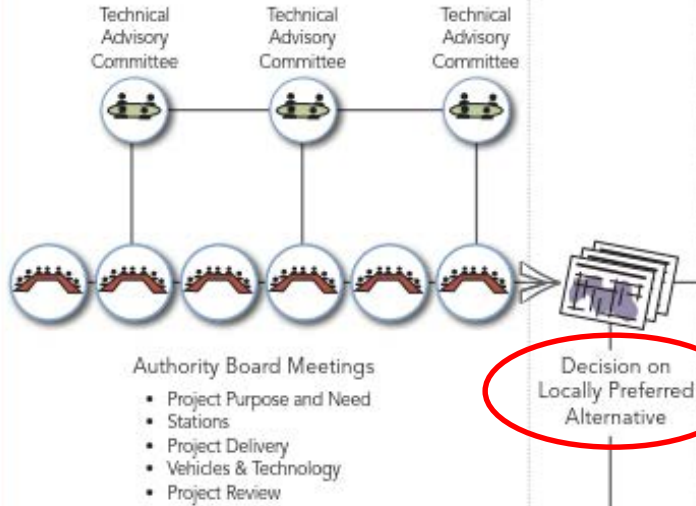 Technical
Advisory
Committee
Technical
Advisory
Committee
Technical
Advisory
Committee
Authority Board Meetings
• Project Purpose and Need
• Stations
• Project Delivery
• Vehicles & Technology
• Project Review
Decision on
Locally Preferred
Alternative